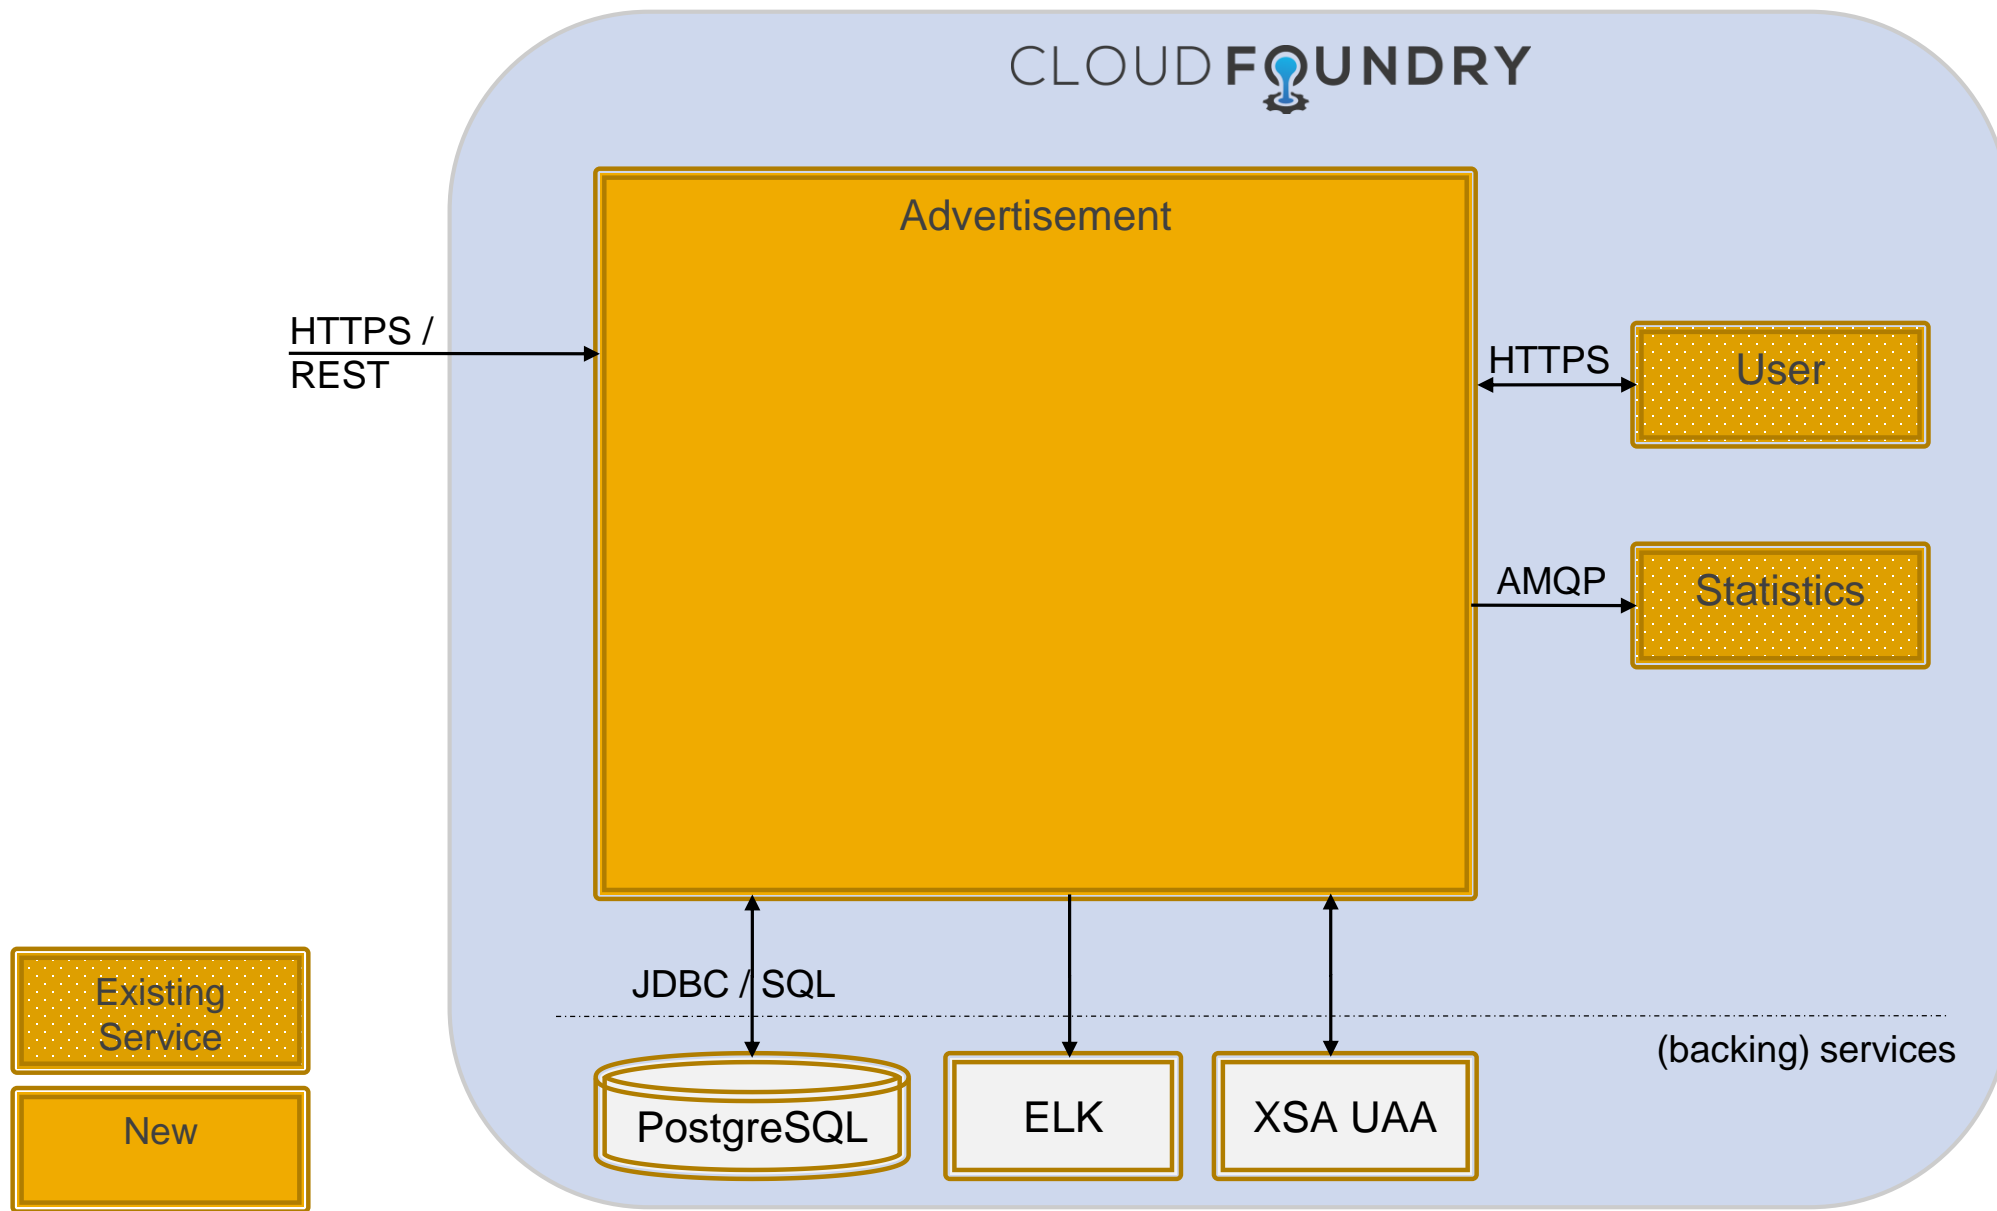 CLOUD FOUNDRY
Advertisement
HTTPS /
REST
HTTPS
User
AMQP
Statistics
JDBC / SQL
(backing) services
PostgreSQL
ELK
XSA UAA
Existing
Service
New